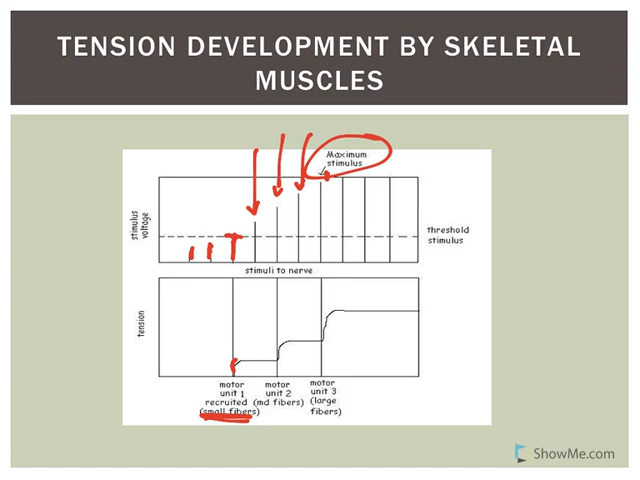 TENSION DEVELOPMENT BY SKELETAL
MUSCLES
Maximum
stimulus
stimulus
voltage
threshold
stimulus
stimuli to nerve
tension
motor
unit 1
recruited
(small fibers)
motor
unit 2
(md fibers)
motor
unit 3
(large
fibers)
ShowMe.com